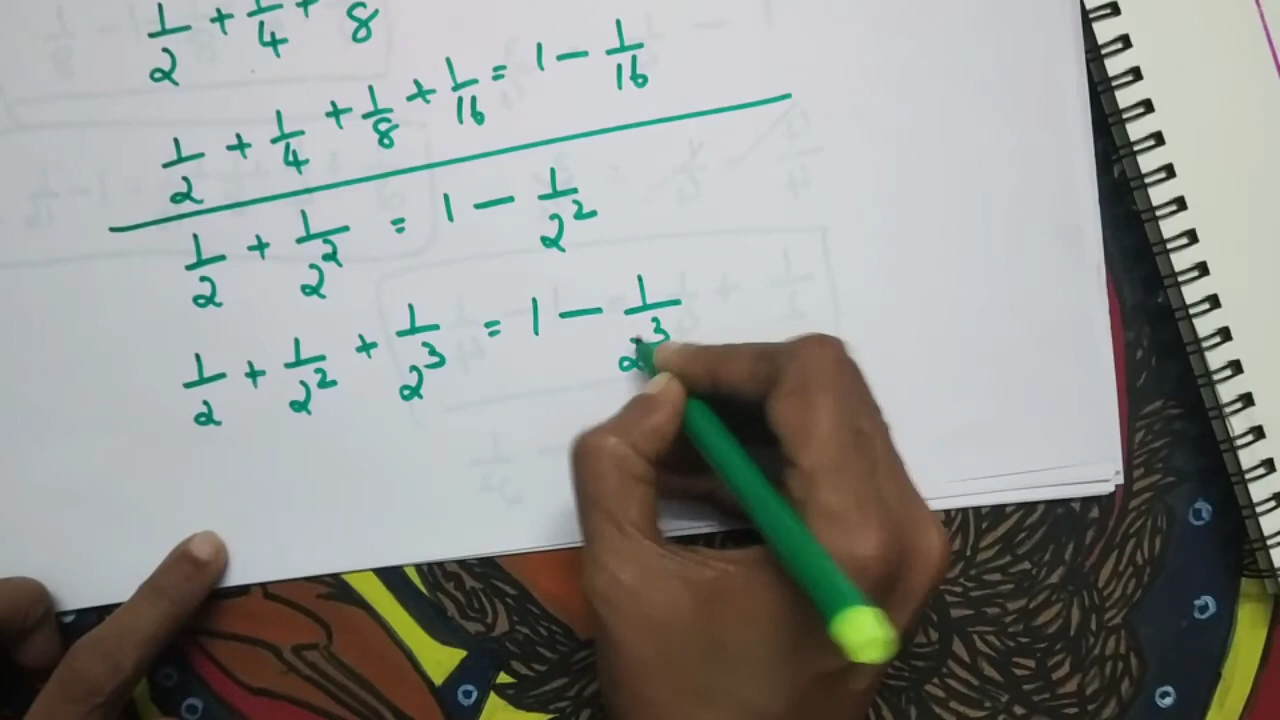 1/2 + 1/4 + 1/8
1/2 + 1/4 + 1/8 + 1/16 = 1 - 1/16
1/2 + 1/2² = 1 - 1/2²
1/2 + 1/2² + 1/2³ = 1 - 1/2³